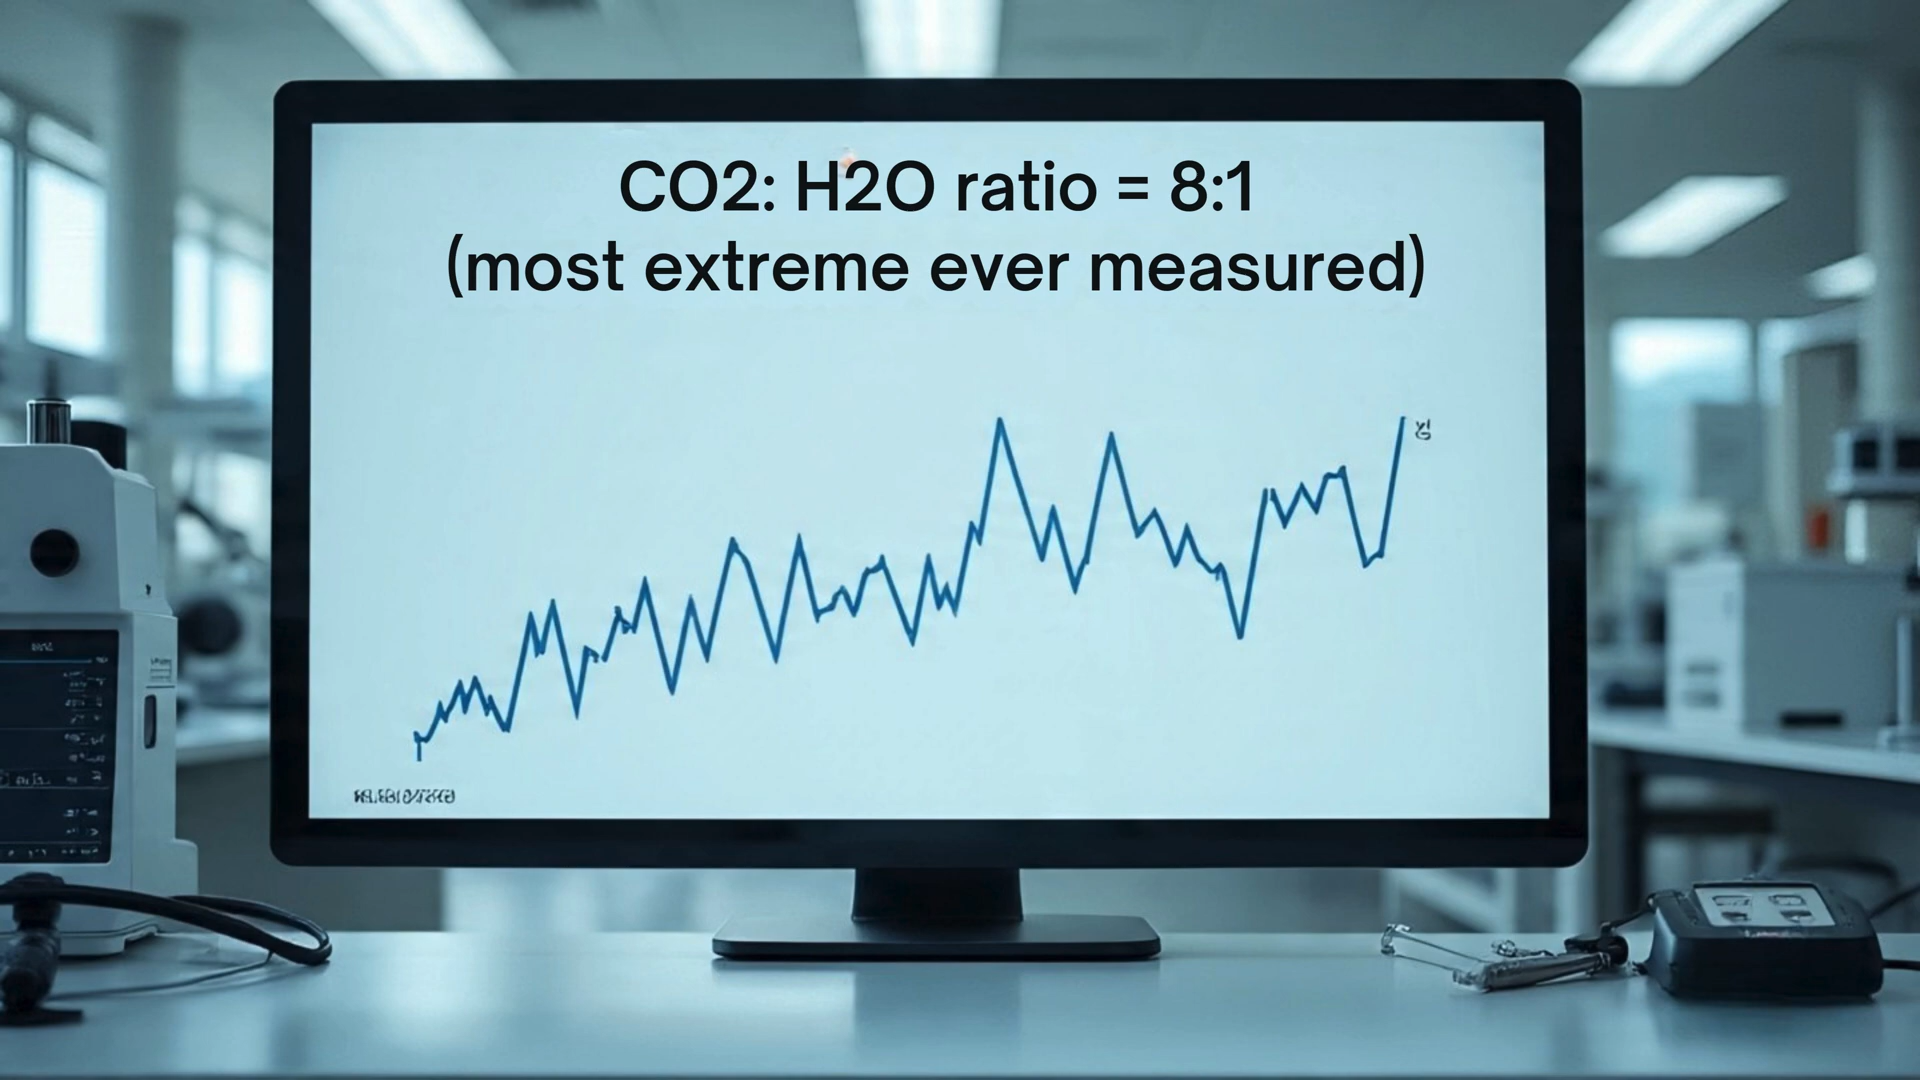 CO2: H2O ratio = 8:1
(most extreme ever measured)